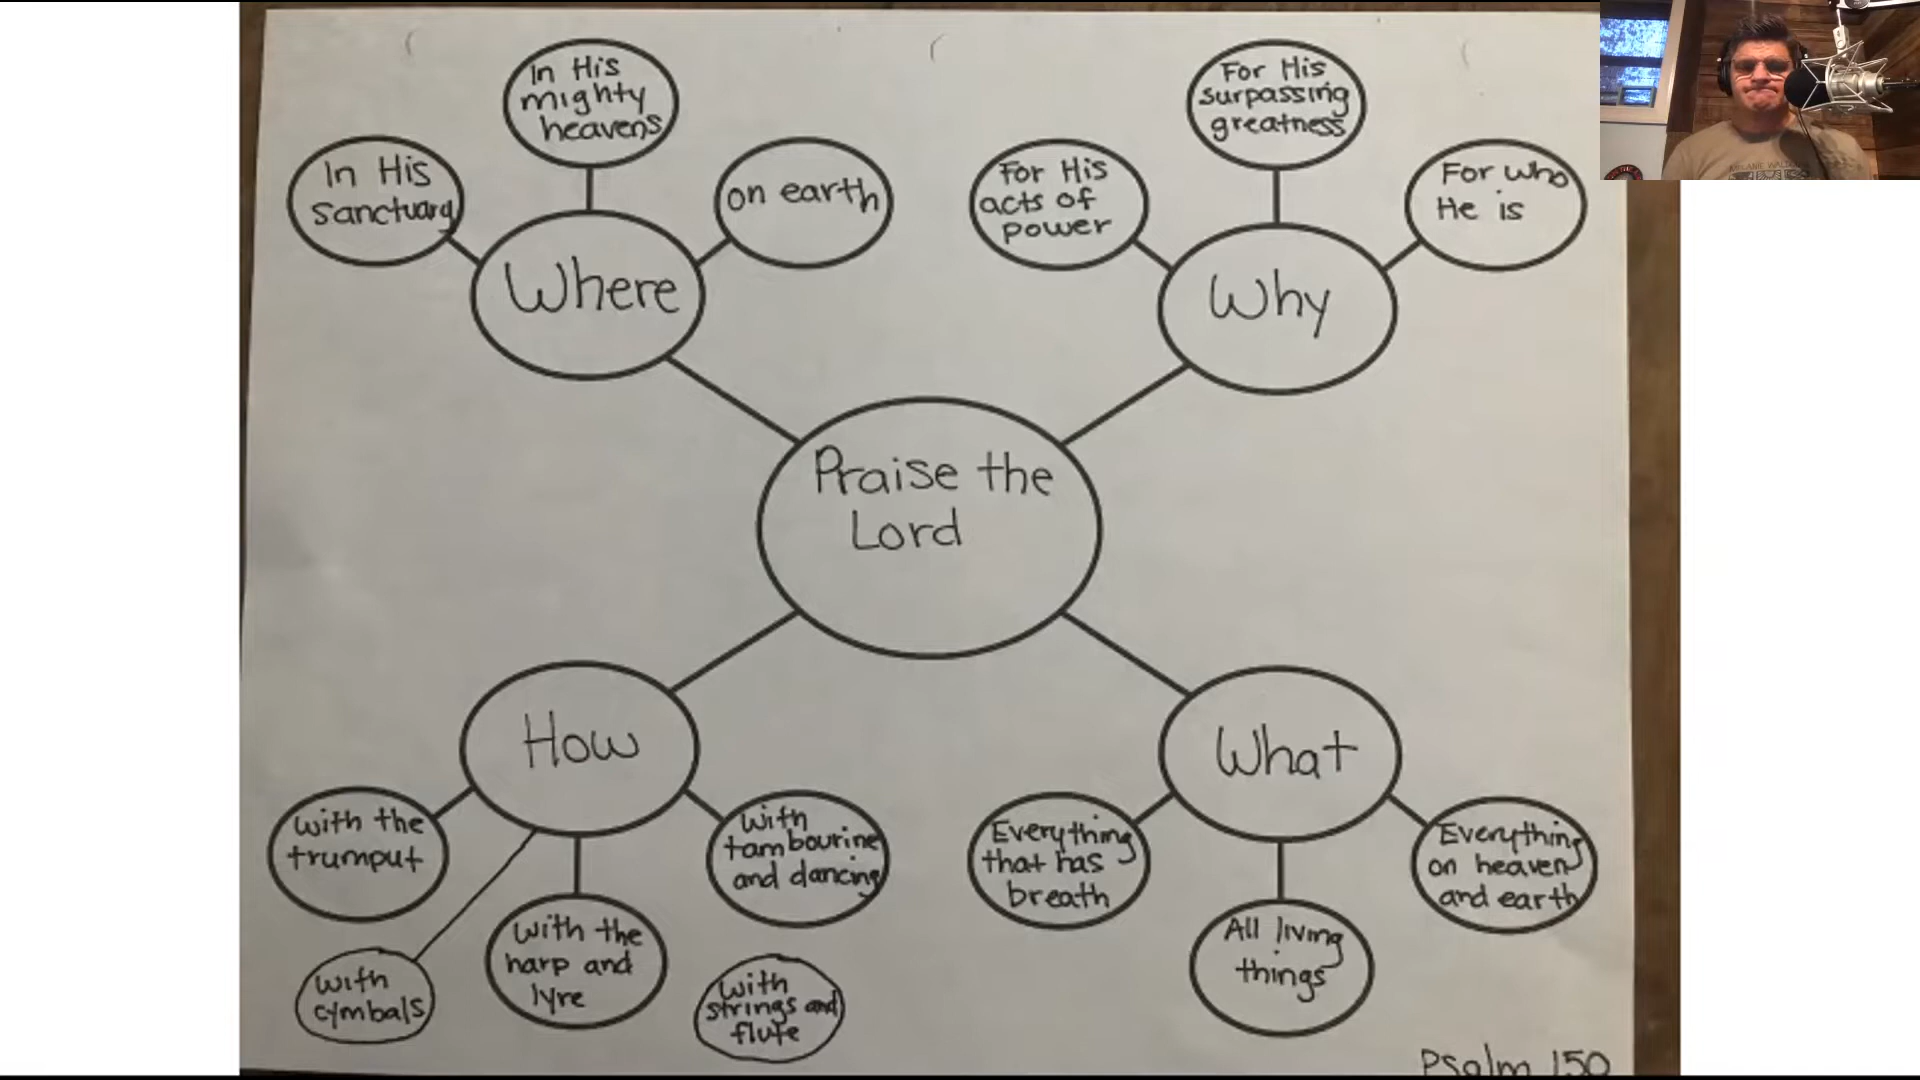 In His
mighty
heavens
In His
Sanctuary
on earth
Where
For His
surpassing
greatness
For His
acts of
power
For who
He is
Why
Praise the
Lord
How
with the
trumput
with
cymbals
with the
harp and
lyre
with
tambourine
and dancing
with
strings and
flute
What
Everything
that has
breath
All living
things
Everything
on heaven
and earth
Psalm 150